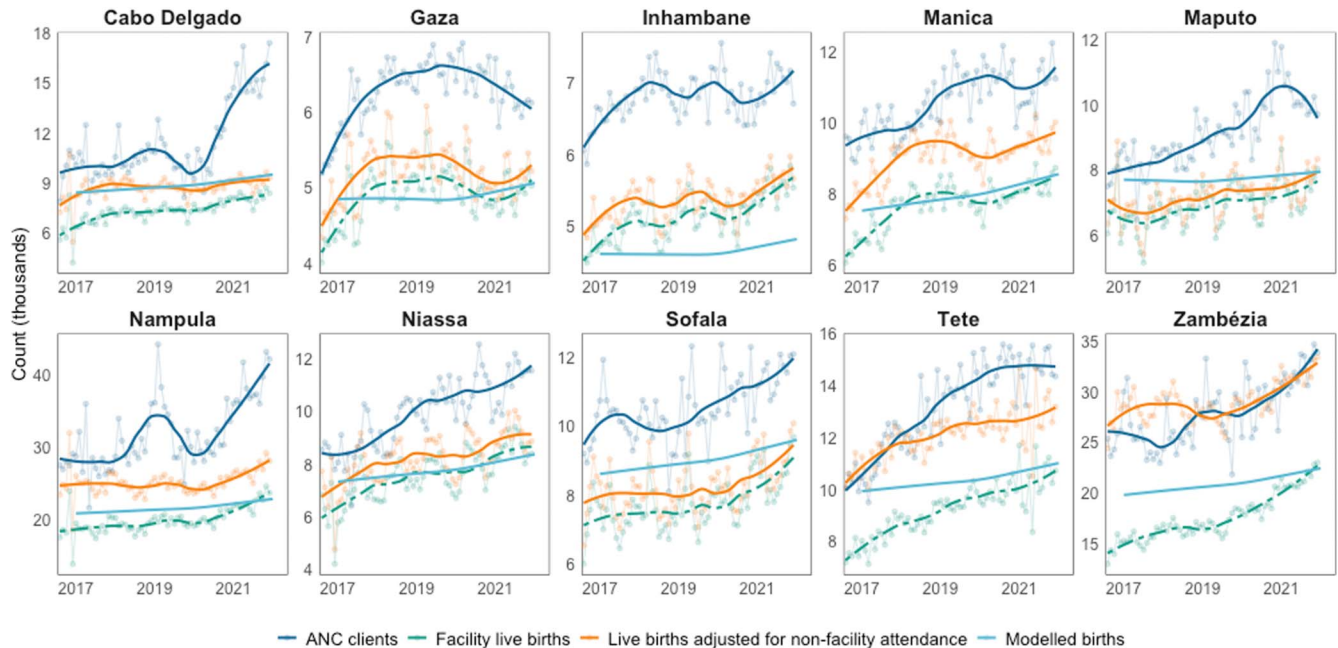 Cabo Delgado Gaza Inhambane Manica Maputo
18 7 7 12 12
15 6 6 10 10
12 5 5 8 8
9 4 6 6
6
2017 2019 2021 2017 2019 2021 2017 2019 2021 2017 2019 2021 2017 2019 2021
Count (thousands)
Nampula Niassa Sofala Tete Zambézia
40 12 12 16 35
30 10 10 14 30
20 8 8 12 25
6 6 10 20
4 8 15
2017 2019 2021 2017 2019 2021 2017 2019 2021 2017 2019 2021 2017 2019 2021
ANC clients Facility live births Live births adjusted for non-facility attendance Modelled births